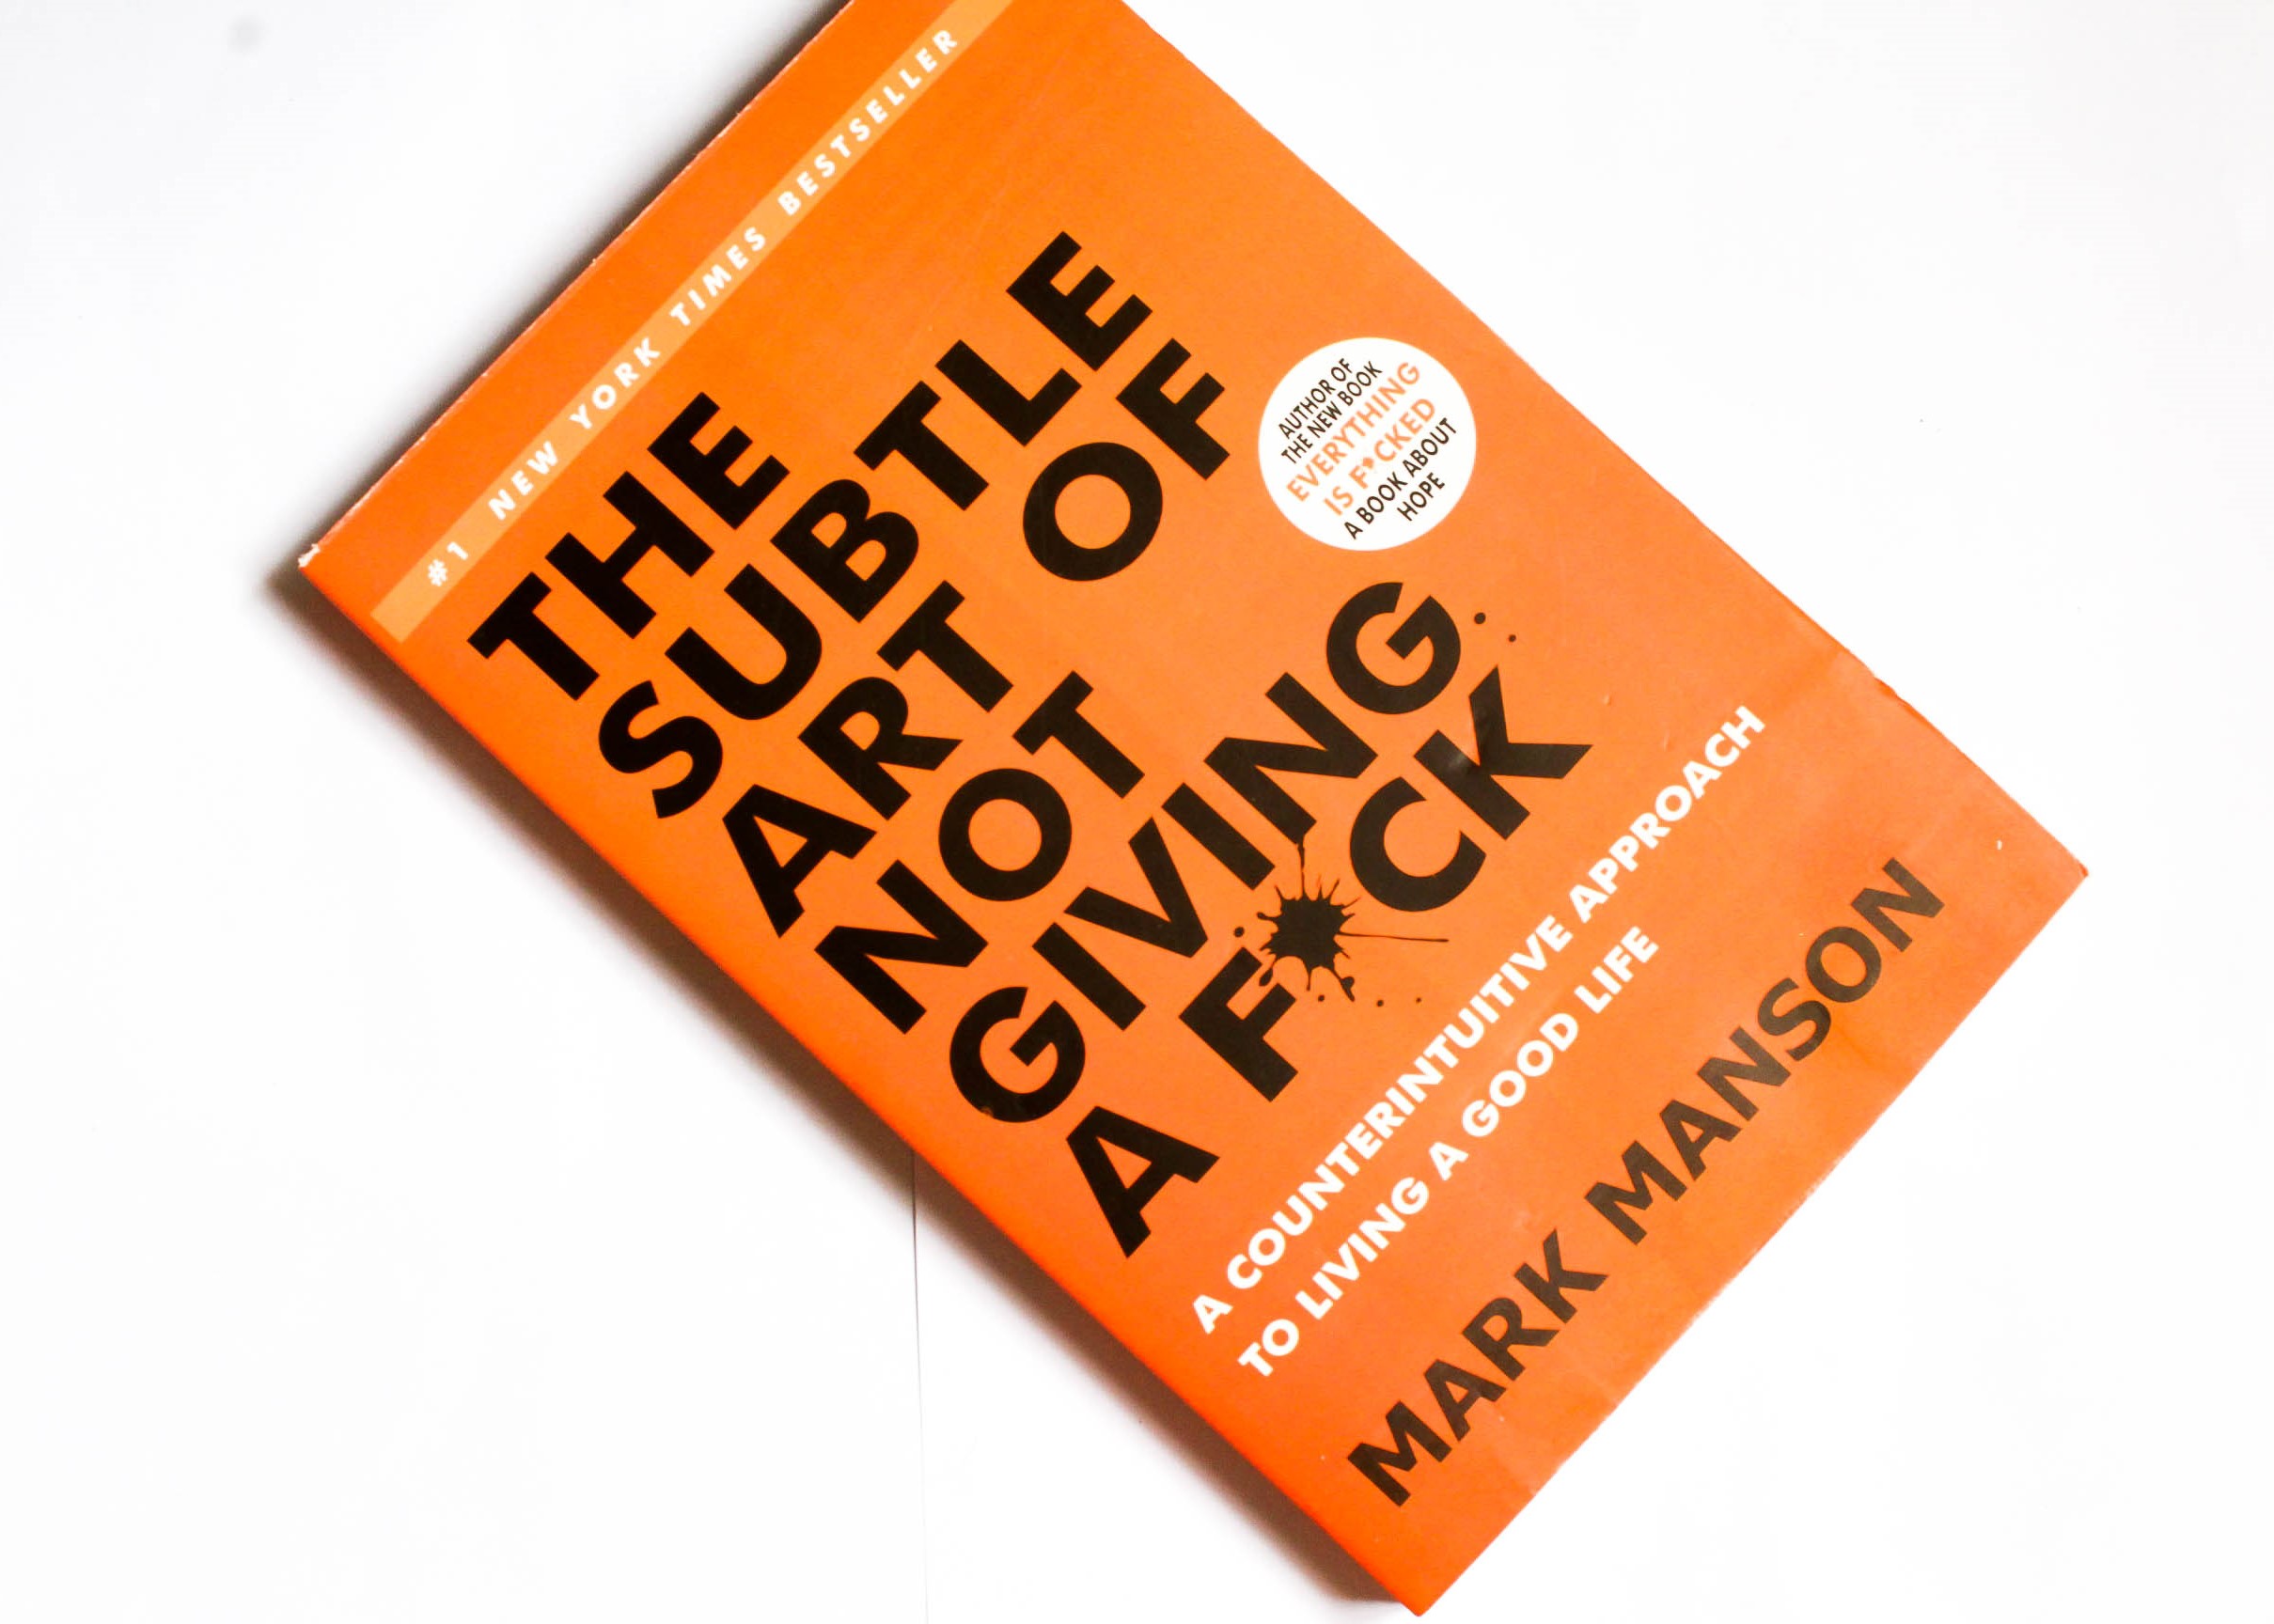 #1 NEW YORK TIMES BESTSELLER
THE
SUBTLE
ART OF
NOT
GIVING
A F*CK
AUTHOR OF
THE NEW BOOK
EVERYTHING
IS F*CKED
A BOOK ABOUT
HOPE
A COUNTERINTUITIVE APPROACH
TO LIVING A GOOD LIFE
MARK MANSON